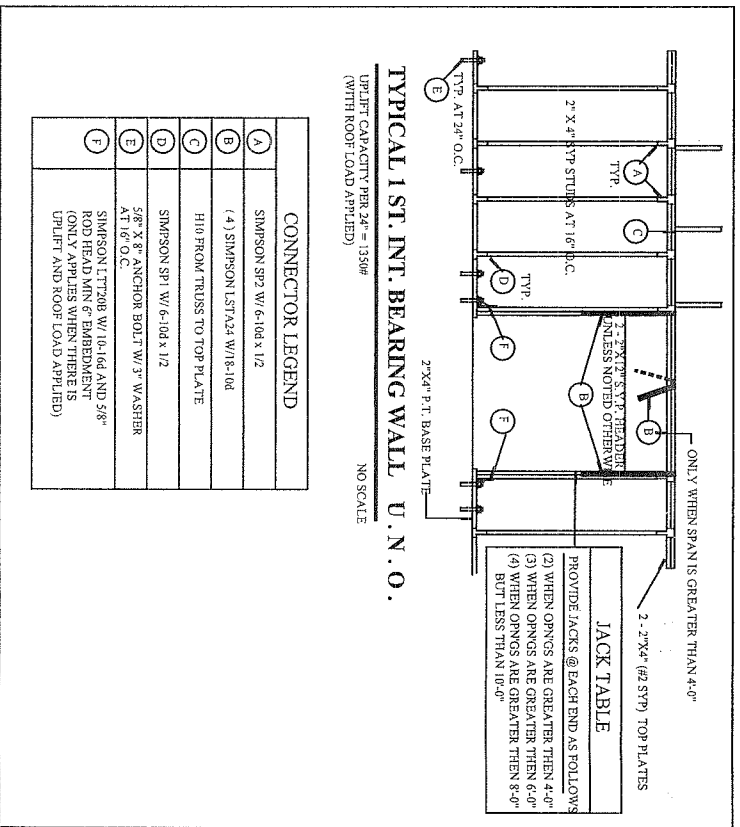 ONLY WHEN SPAN IS GREATER THAN 4'-0"
2 - 2"X4" (#2 SYP) TOP PLATES
A
TYP.
C
B
2" X 4" SYP STUDS AT 16" O.C.
2 - 2"X12" S.Y.P. HEADER
UNLESS NOTED OTHERWISE
B
TYP.
D
F
F
TYP. AT 24" O.C.
E
2"X4" P.T. BASE PLATE
JACK TABLE
PROVIDE JACKS @ EACH END AS FOLLOWS
(2) WHEN OPN'GS ARE GREATER THEN 4'-0"
(3) WHEN OPN'GS ARE GREATER THEN 6'-0"
(4) WHEN OPN'GS ARE GREATER THEN 8'-0"
BUT LESS THAN 10'-0"
TYPICAL 1 ST. INT. BEARING WALL U.N.O.
UPLIFT CAPACITY PER 24" = 1350#
(WITH ROOF LOAD APPLIED)
NO SCALE
CONNECTOR LEGEND
A SIMPSON SP2 W/ 6-10d x 1/2
B (4) SIMPSON LSTA24 W/18-10d
C H10 FROM TRUSS TO TOP PLATE
D SIMPSON SP1 W/ 6-10d x 1/2
E 5/8" X 8" ANCHOR BOLT W/ 3" WASHER
AT 16" O.C.
F SIMPSON LTT20B W/ 10-16d AND 5/8"
ROD HEAD MIN 6" EMBEDMENT
(ONLY APPLIES WHEN THERE IS
UPLIFT AND ROOF LOAD APPLIED)